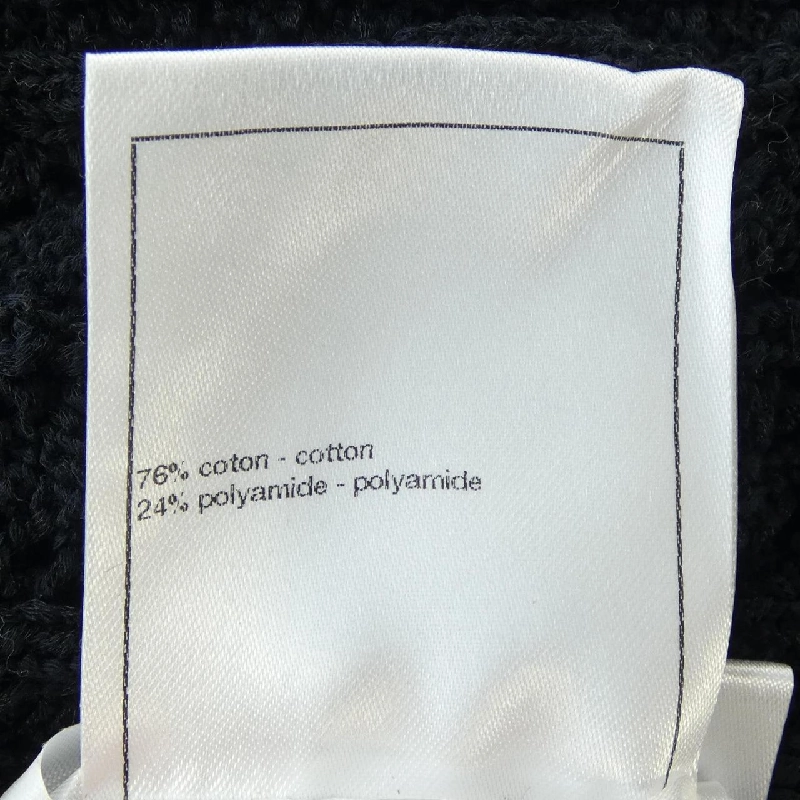 76% coton - cotton
24% polyamide - polyamide